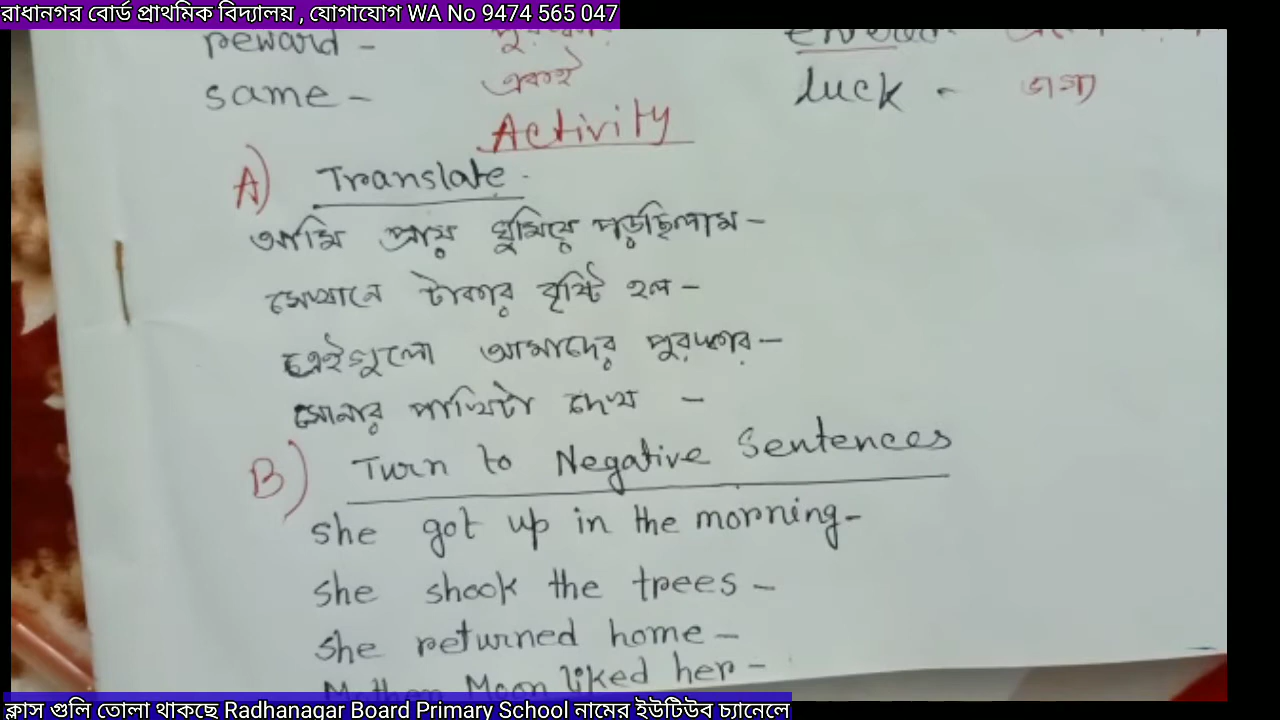 রাধানগর বোর্ড প্রাথমিক বিদ্যালয় , যোগাযোগ WA No 9474 565 047
reward -
same - একই luck - ভাগ্য
Activity
A) Translate.
আমি প্রায় ঘুমিয়ে পড়ছিলাম -
সেখানে টাকার বৃষ্টি হল -
এইগুলো আমাদের পুরস্কার -
সোনার পাখিটা দেখ -
B) Turn to Negative Sentences
She got up in the morning -
She shook the trees -
She returned home -
Mother Moon liked her -
ক্লাস গুলি তোলা থাকছে Radhanagar Board Primary School নামের ইউটিউব চ্যানেলে